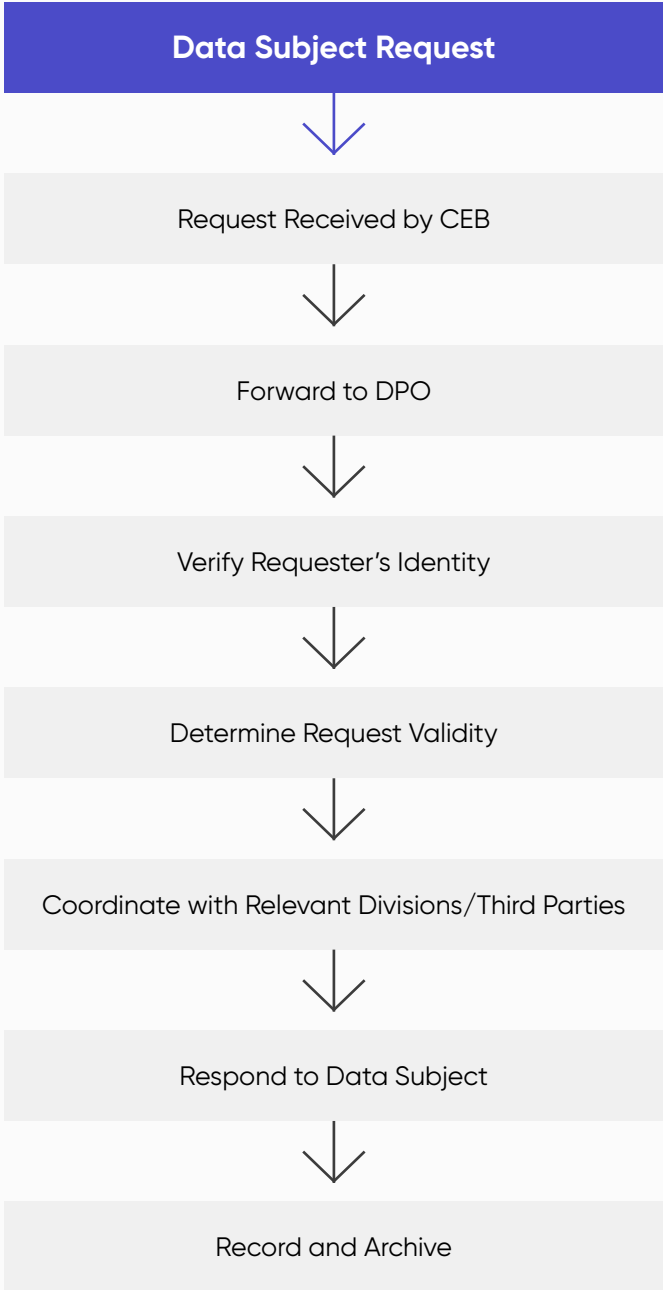 Data Subject Request
Request Received by CEB
Forward to DPO
Verify Requester’s Identity
Determine Request Validity
Coordinate with Relevant Divisions/Third Parties
Respond to Data Subject
Record and Archive